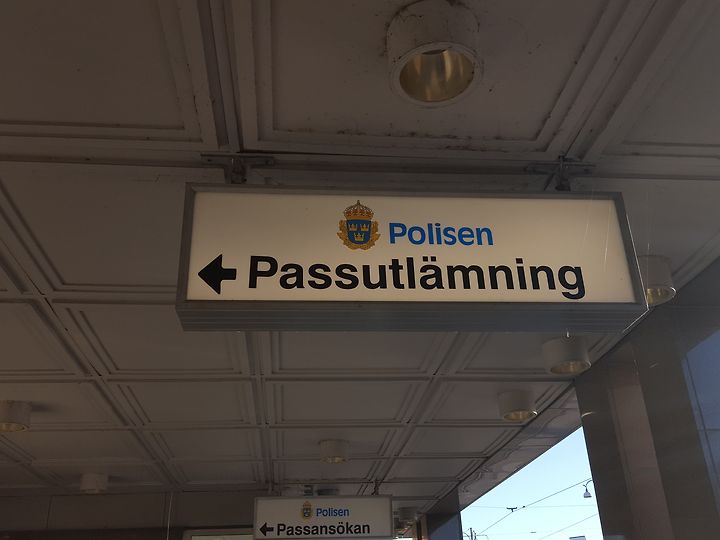 Polisen
Passutlämning
Polisen
Passansökan